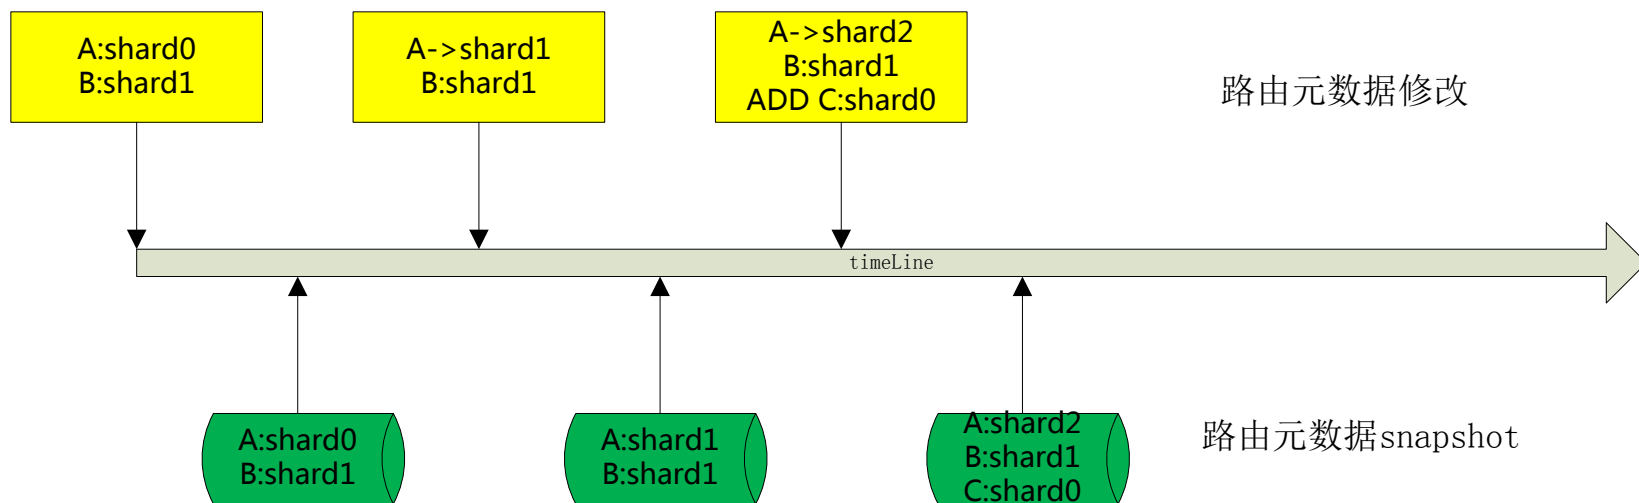 A:shard0
B:shard1
A->shard1
B:shard1
A->shard2
B:shard1
ADD C:shard0
路由元数据修改
timeLine
A:shard0
B:shard1
A:shard1
B:shard1
A:shard2
B:shard1
C:shard0
路由元数据snapshot